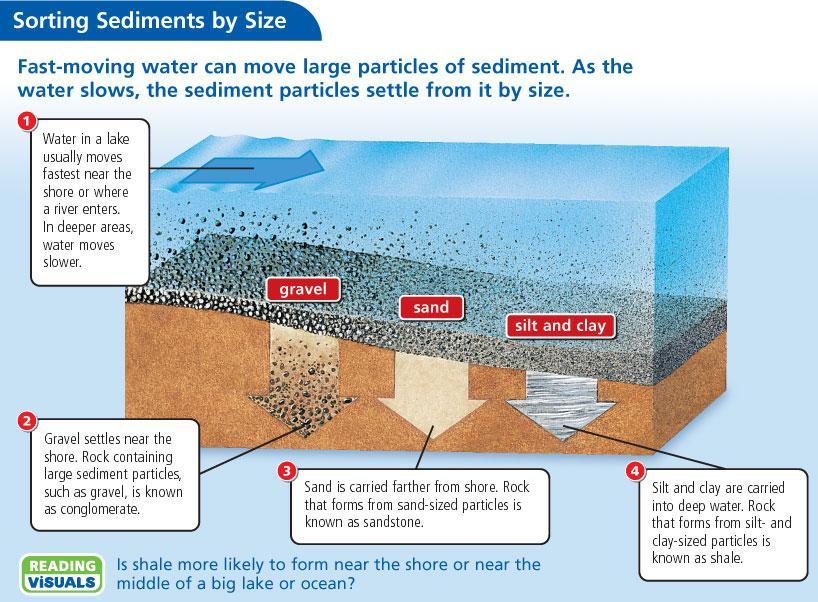 Sorting Sediments by Size
Fast-moving water can move large particles of sediment. As the
water slows, the sediment particles settle from it by size.
1
Water in a lake
usually moves
fastest near the
shore or where
a river enters.
In deeper areas,
water moves
slower.
gravel
sand
silt and clay
2
Gravel settles near the
shore. Rock containing
large sediment particles,
such as gravel, is known
as conglomerate.
3
Sand is carried farther from shore. Rock
that forms from sand-sized particles is
known as sandstone.
4
Silt and clay are carried
into deep water. Rock
that forms from silt- and
clay-sized particles is
known as shale.
READING
ViSUALS
Is shale more likely to form near the shore or near the
middle of a big lake or ocean?